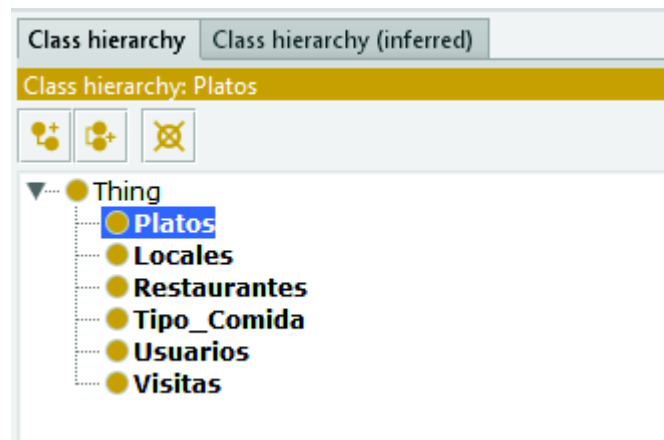 Class hierarchy Class hierarchy (inferred)
Class hierarchy: Platos
Thing
Platos
Locales
Restaurantes
Tipo_Comida
Usuarios
Visitas